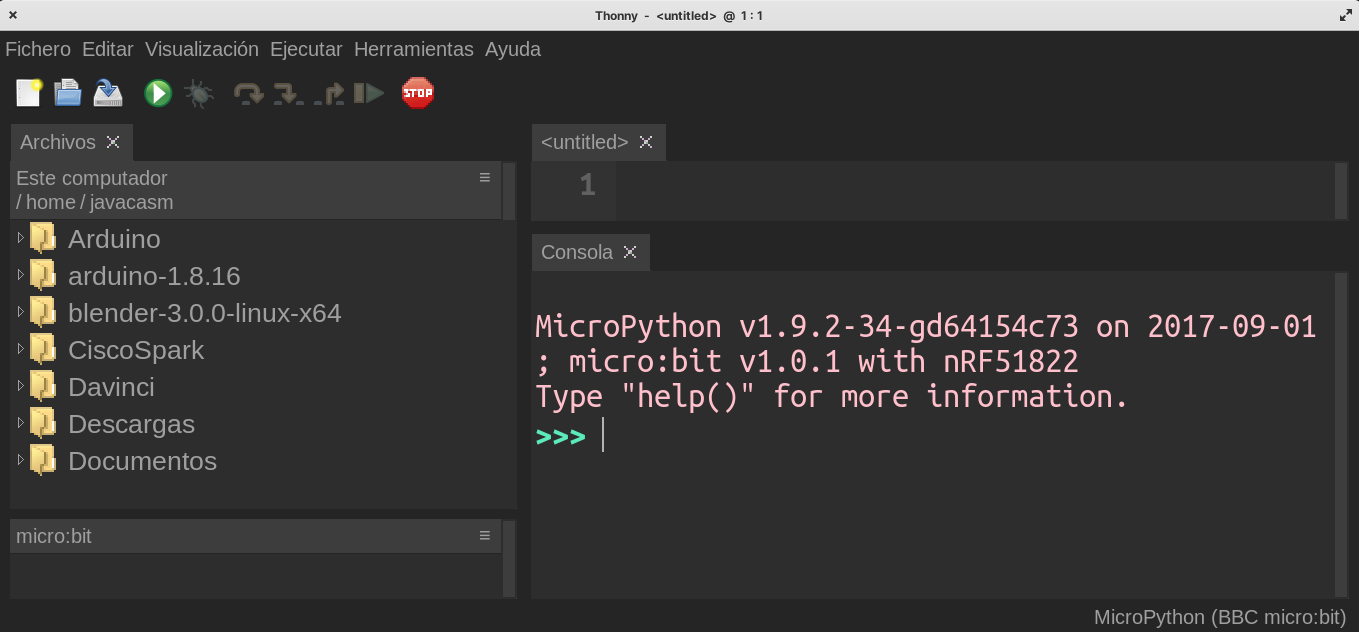 Thonny - <untitled> @ 1 : 1
Fichero Editar Visualización Ejecutar Herramientas Ayuda
STOP
Archivos
Este computador
/ home / javacasm
Arduino
arduino-1.8.16
blender-3.0.0-linux-x64
CiscoSpark
Davinci
Descargas
Documentos
micro:bit
<untitled>
1
Consola
MicroPython v1.9.2-34-gd64154c73 on 2017-09-01
; micro:bit v1.0.1 with nRF51822
Type "help()" for more information.
>>>
MicroPython (BBC micro:bit)